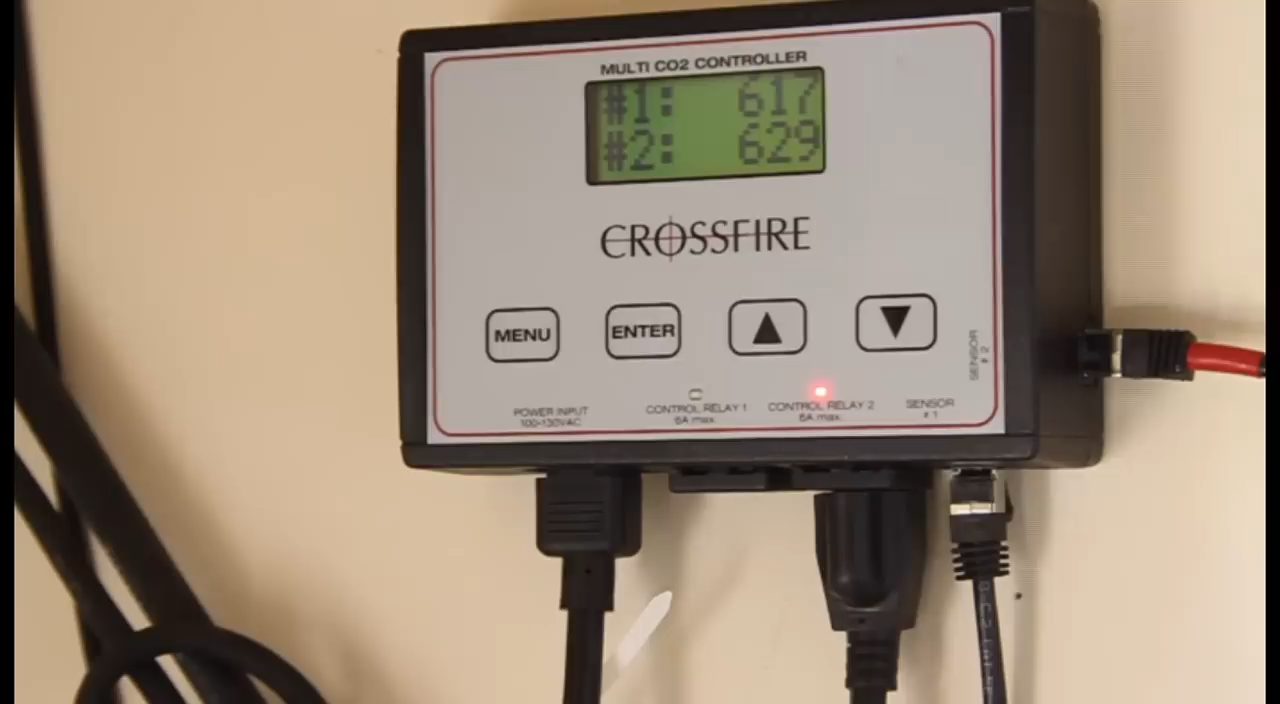 MULTI CO2 CONTROLLER
#1: 617
#2: 629
CROSSFIRE
MENU
ENTER
POWER INPUT
100-130VAC
CONTROL RELAY 1
6A max.
CONTROL RELAY 2
6A max.
SENSOR
# 1
SENSOR
# 2